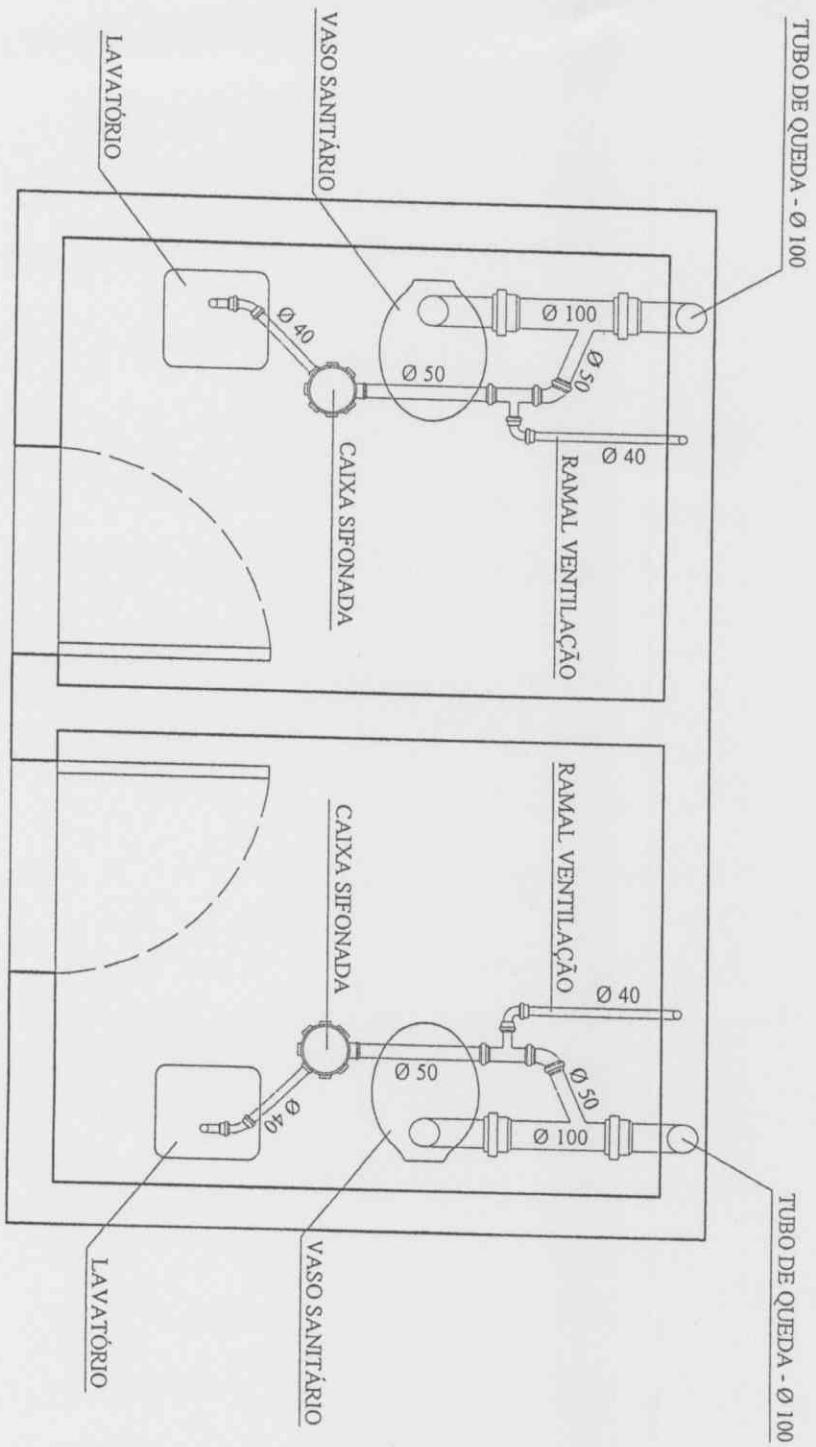 TUBO DE QUEDA - Ø 100
VASO SANITÁRIO
LAVATÓRIO
Ø 100
Ø 50
Ø 50
Ø 40
Ø 40
RAMAL VENTILAÇÃO
CAIXA SIFONADA
RAMAL VENTILAÇÃO
CAIXA SIFONADA
Ø 40
Ø 50
Ø 50
Ø 100
Ø 40
TUBO DE QUEDA - Ø 100
VASO SANITÁRIO
LAVATÓRIO